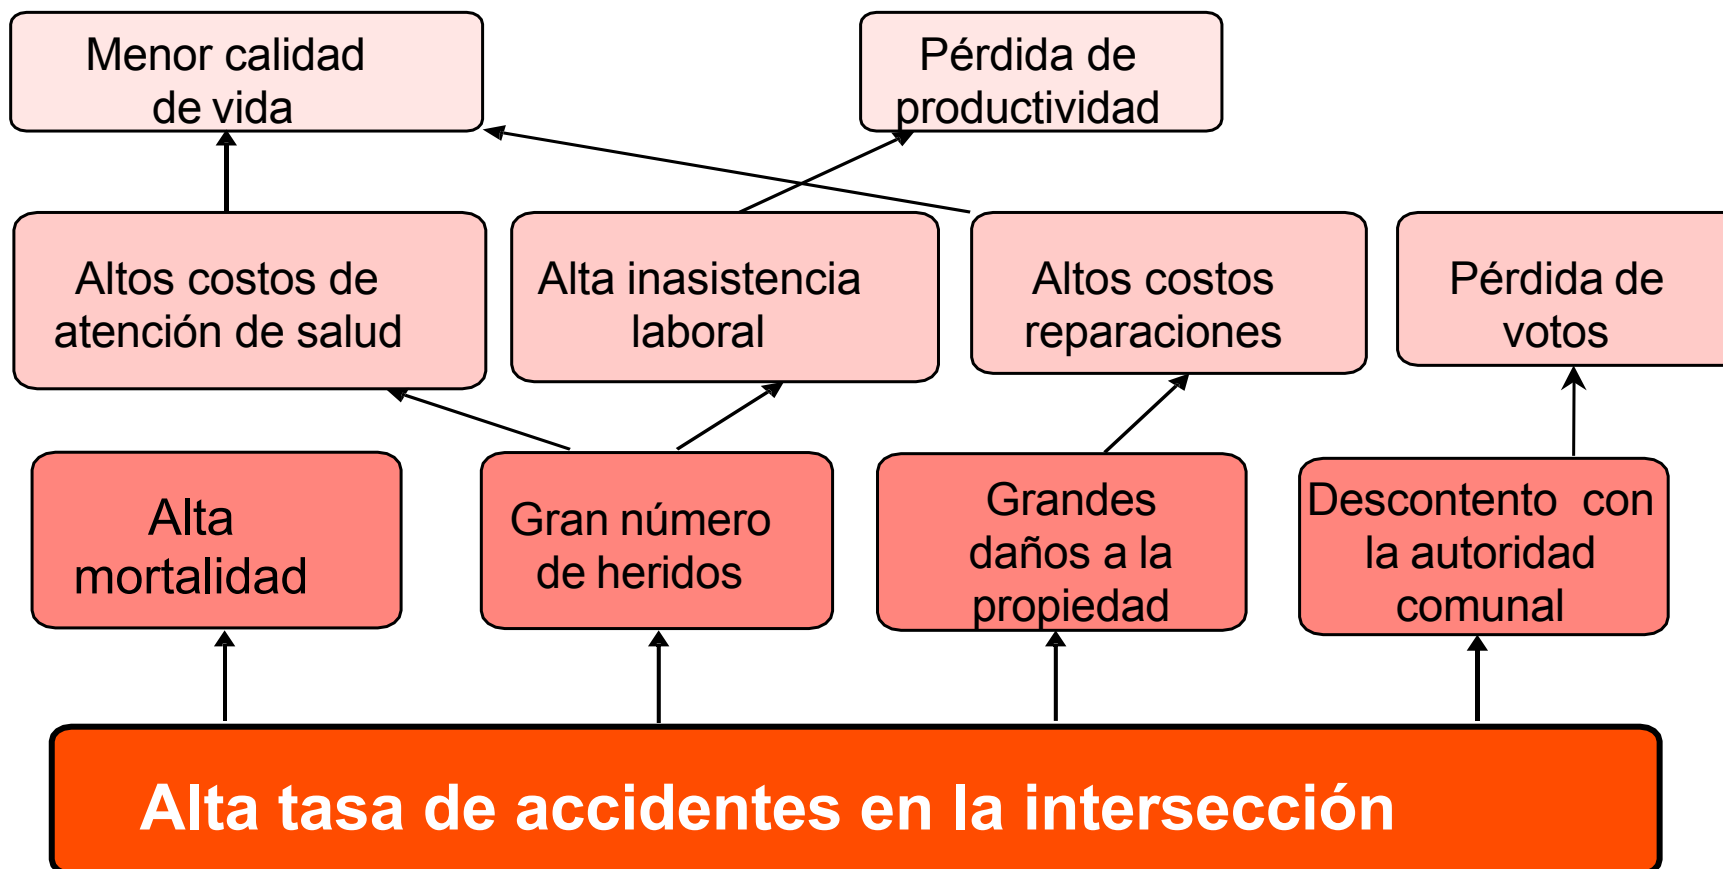 Menor calidad
de vida
Pérdida de
productividad
Altos costos de
atención de salud
Alta inasistencia
laboral
Altos costos
reparaciones
Pérdida de
votos
Alta
mortalidad
Gran número
de heridos
Grandes
daños a la
propiedad
Descontento con
la autoridad
comunal
Alta tasa de accidentes en la intersección